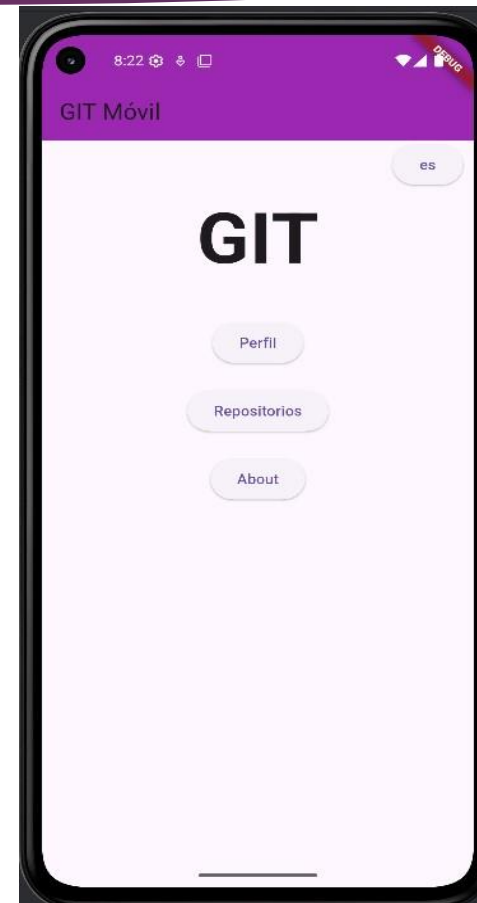 8:22
DEBUG
GIT Móvil
es
GIT
Perfil
Repositorios
About